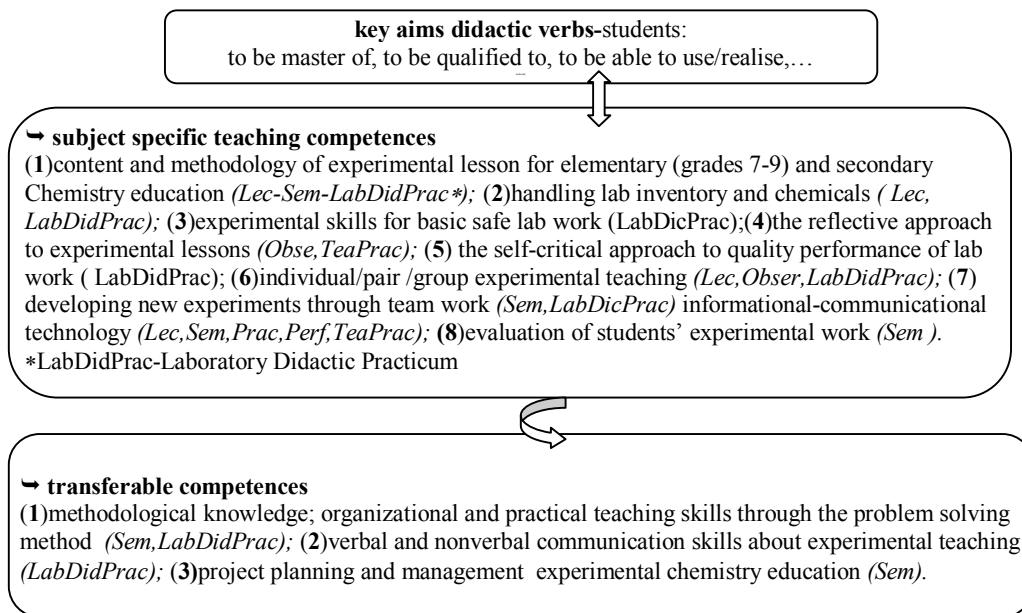 key aims didactic verbs-students:
to be master of, to be qualified to, to be able to use/realise,…
➥ subject specific teaching competences
(1)content and methodology of experimental lesson for elementary (grades 7-9) and secondary
Chemistry education (Lec-Sem-LabDidPrac∗); (2)handling lab inventory and chemicals ( Lec,
LabDidPrac); (3)experimental skills for basic safe lab work (LabDicPrac);(4)the reflective approach
to experimental lessons (Obse,TeaPrac); (5) the self-critical approach to quality performance of lab
work ( LabDidPrac); (6)individual/pair /group experimental teaching (Lec,Obser,LabDidPrac); (7)
developing new experiments through team work (Sem,LabDicPrac) informational-communicational
technology (Lec,Sem,Prac,Perf,TeaPrac); (8)evaluation of students’ experimental work (Sem ).
∗LabDidPrac-Laboratory Didactic Practicum
➥ transferable competences
(1)methodological knowledge; organizational and practical teaching skills through the problem solving
method (Sem,LabDidPrac); (2)verbal and nonverbal communication skills about experimental teaching
(LabDidPrac); (3)project planning and management experimental chemistry education (Sem).